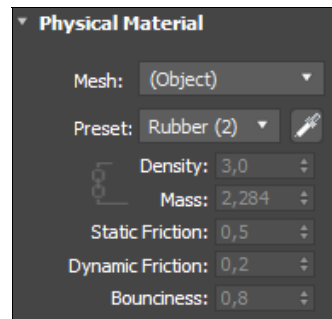 Physical Material
Mesh: (Object)
Preset: Rubber (2)
Density: 3,0
Mass: 2,284
Static Friction: 0,5
Dynamic Friction: 0,2
Bounciness: 0,8